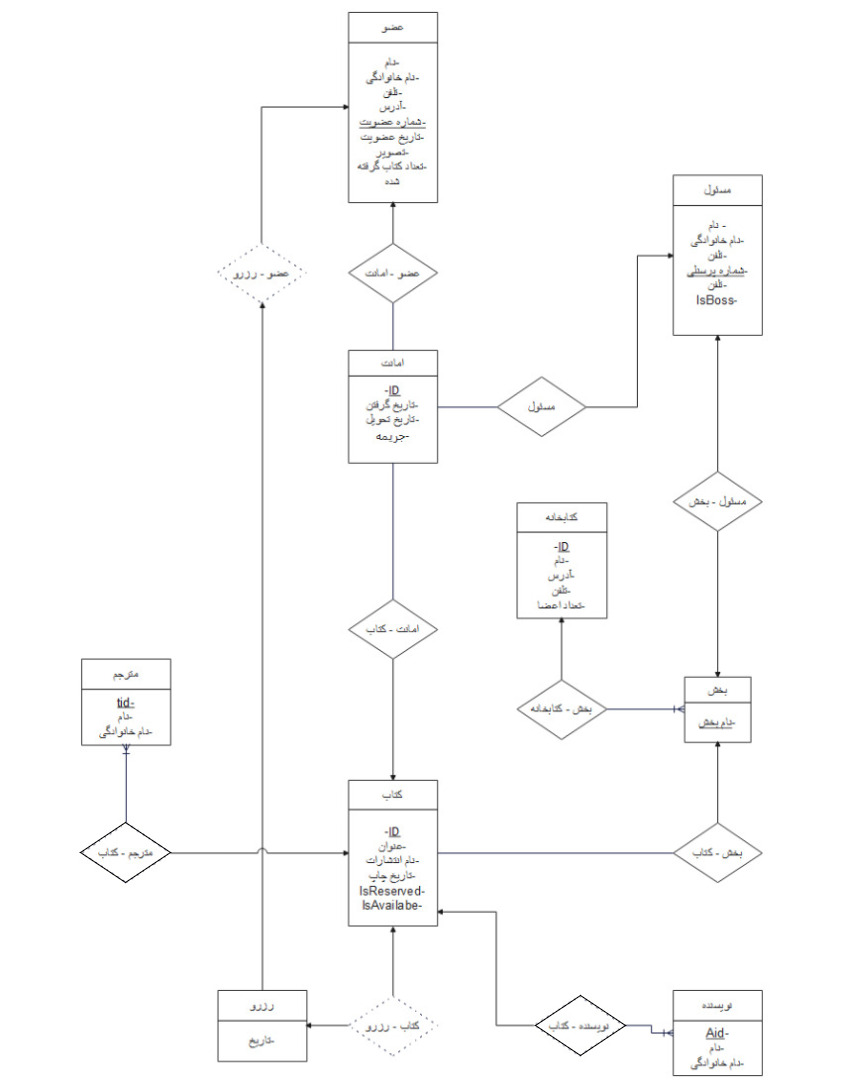 عضو
-نام
-نام خانوادگی
-تلفن
-آدرس
-شماره عضویت
-تاریخ عضویت
-تصویر
-تعداد کتاب گرفته
شده
مسئول
- نام
-نام خانوادگی
-تلفن
-شماره پرسنلی
-تلفن
IsBoss-
عضو - رزرو
عضو - امانت
امانت
-ID
-تاریخ گرفتن
-تاریخ تحویل
-جریمه
مسئول
مسئول - بخش
کتابخانه
-ID
-نام
-آدرس
-تلفن
-تعداد اعضا
امانت - کتاب
مترجم
tid-
-نام
-نام خانوادگی
بخش
-نام بخش
بخش - کتابخانه
کتاب
-ID
-عنوان
-نام انتشارات
-تاریخ چاپ
IsReserved-
IsAvailabe-
مترجم - کتاب
بخش - کتاب
رزرو
-تاریخ
کتاب - رزرو
نویسنده - کتاب
نویسنده
Aid-
-نام
-نام خانوادگی